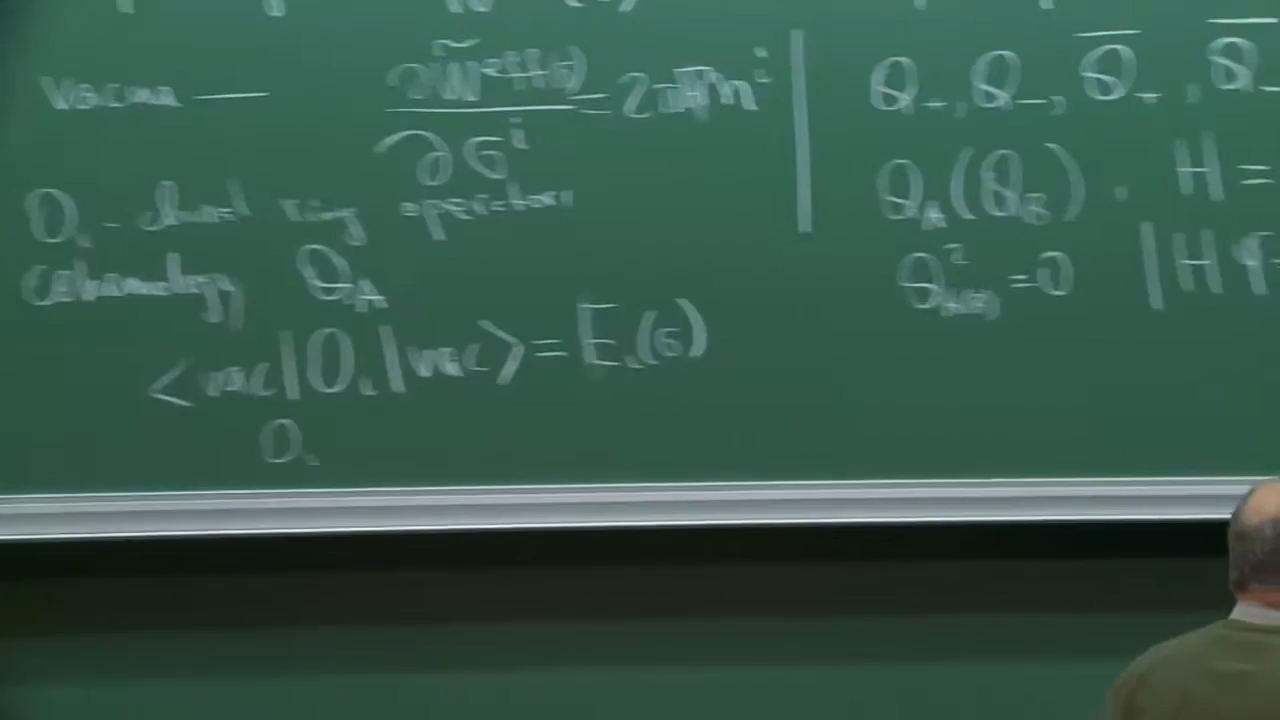 Vacua — ∂W̃^eff(σ)/∂σ^i = 2πi n^i
O_i - chiral ring operators
cohomology Q_A
<vac|O_i|vac> = E_i(σ)
O_i
Q_+, Q_-, Q̄_+, Q̄_-
Q_A (Q_B). H =
Q²_A(B) = 0 |H